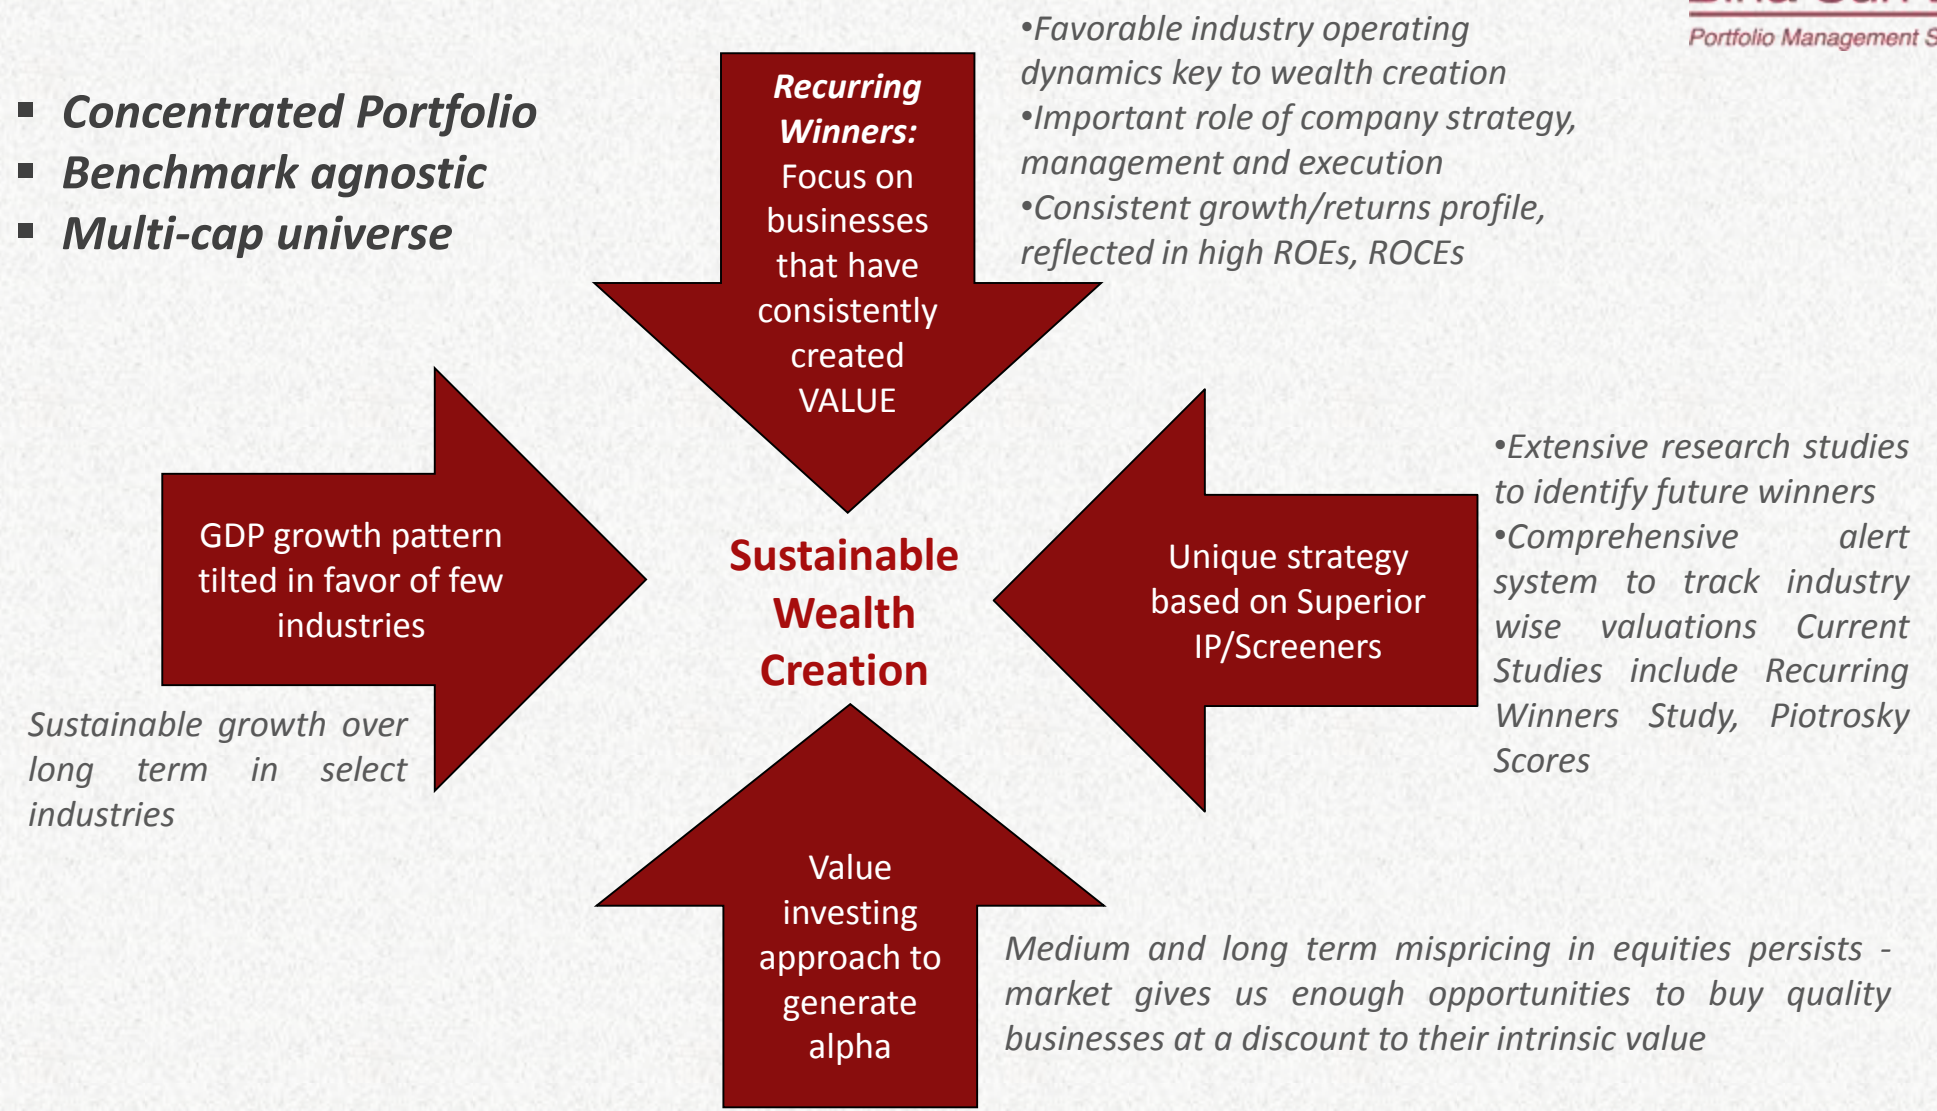 Portfolio Management S
▪ Concentrated Portfolio
▪ Benchmark agnostic
▪ Multi-cap universe
Recurring
Winners:
Focus on
businesses
that have
consistently
created
VALUE
•Favorable industry operating
dynamics key to wealth creation
•Important role of company strategy,
management and execution
•Consistent growth/returns profile,
reflected in high ROEs, ROCEs
GDP growth pattern
tilted in favor of few
industries
Sustainable growth over
long term in select
industries
Sustainable
Wealth
Creation
Unique strategy
based on Superior
IP/Screeners
•Extensive research studies
to identify future winners
•Comprehensive alert
system to track industry
wise valuations Current
Studies include Recurring
Winners Study, Piotrosky
Scores
Value
investing
approach to
generate
alpha
Medium and long term mispricing in equities persists -
market gives us enough opportunities to buy quality
businesses at a discount to their intrinsic value